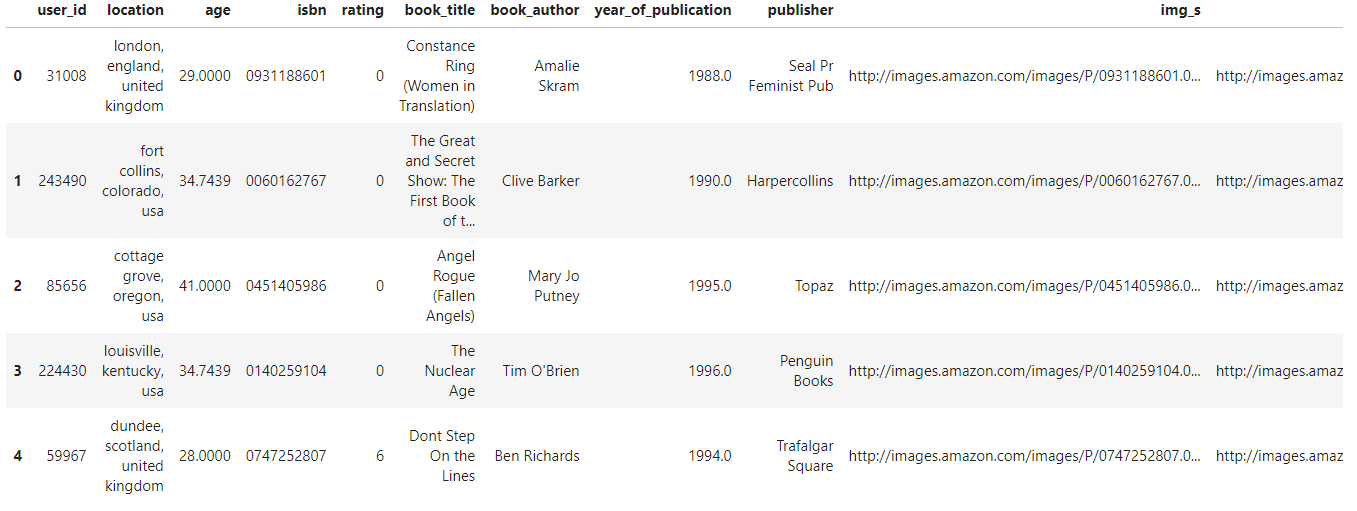 user_id location age isbn rating book_title book_author year_of_publication publisher img_s
0 31008 london, england, united kingdom 29.0000 0931188601 0 Constance Ring (Women in Translation) Amalie Skram 1988.0 Seal Pr Feminist Pub http://images.amazon.com/images/P/0931188601.0... http://images.amaz
1 243490 fort collins, colorado, usa 34.7439 0060162767 0 The Great and Secret Show: The First Book of t... Clive Barker 1990.0 Harpercollins http://images.amazon.com/images/P/0060162767.0... http://images.amaz
2 85656 cottage grove, oregon, usa 41.0000 0451405986 0 Angel Rogue (Fallen Angels) Mary Jo Putney 1995.0 Topaz http://images.amazon.com/images/P/0451405986.0... http://images.amaz
3 224430 louisville, kentucky, usa 34.7439 0140259104 0 The Nuclear Age Tim O'Brien 1996.0 Penguin Books http://images.amazon.com/images/P/0140259104.0... http://images.amaz
4 59967 dundee, scotland, united kingdom 28.0000 0747252807 6 Dont Step On the Lines Ben Richards 1994.0 Trafalgar Square http://images.amazon.com/images/P/0747252807.0... http://images.amaz